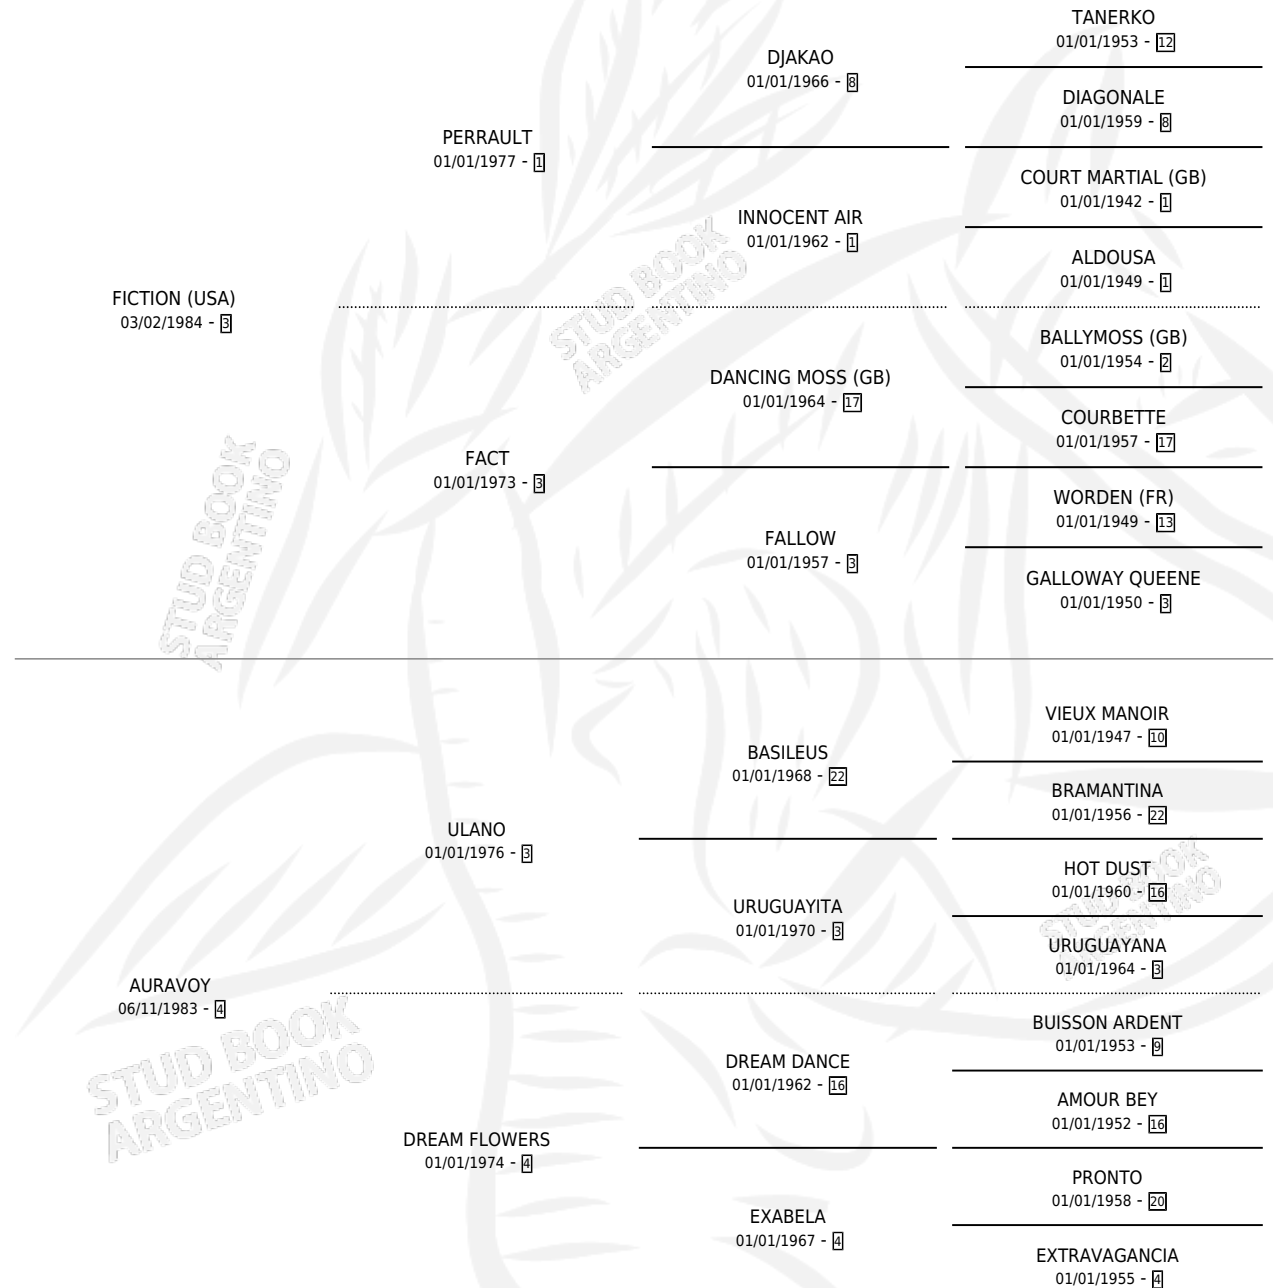 TANERKO
01/01/1953 - 12
DJAKAO
01/01/1966 - 8
DIAGONALE
01/01/1959 - 8
PERRAULT
01/01/1977 - 1
COURT MARTIAL (GB)
01/01/1942 - 1
INNOCENT AIR
01/01/1962 - 1
ALDOUSA
01/01/1949 - 1
FICTION (USA)
03/02/1984 - 3
BALLYMOSS (GB)
01/01/1954 - 2
DANCING MOSS (GB)
01/01/1964 - 17
COURBETTE
01/01/1957 - 17
FACT
01/01/1973 - 3
WORDEN (FR)
01/01/1949 - 13
FALLOW
01/01/1957 - 3
GALLOWAY QUEENE
01/01/1950 - 3
VIEUX MANOIR
01/01/1947 - 10
BASILEUS
01/01/1968 - 22
BRAMANTINA
01/01/1956 - 22
ULANO
01/01/1976 - 3
HOT DUST
01/01/1960 - 16
URUGUAYITA
01/01/1970 - 3
URUGUAYANA
01/01/1964 - 3
AURAVOY
06/11/1983 - 4
BUISSON ARDENT
01/01/1953 - 9
DREAM DANCE
01/01/1962 - 16
AMOUR BEY
01/01/1952 - 16
DREAM FLOWERS
01/01/1974 - 4
PRONTO
01/01/1958 - 20
EXABELA
01/01/1967 - 4
EXTRAVAGANCIA
01/01/1955 - 4
STUD BOOK
ARGENTINO
STUD BOOK
ARGENTINO
STUD BOOK
ARGENTINO
STUD BOOK
ARGENTINO